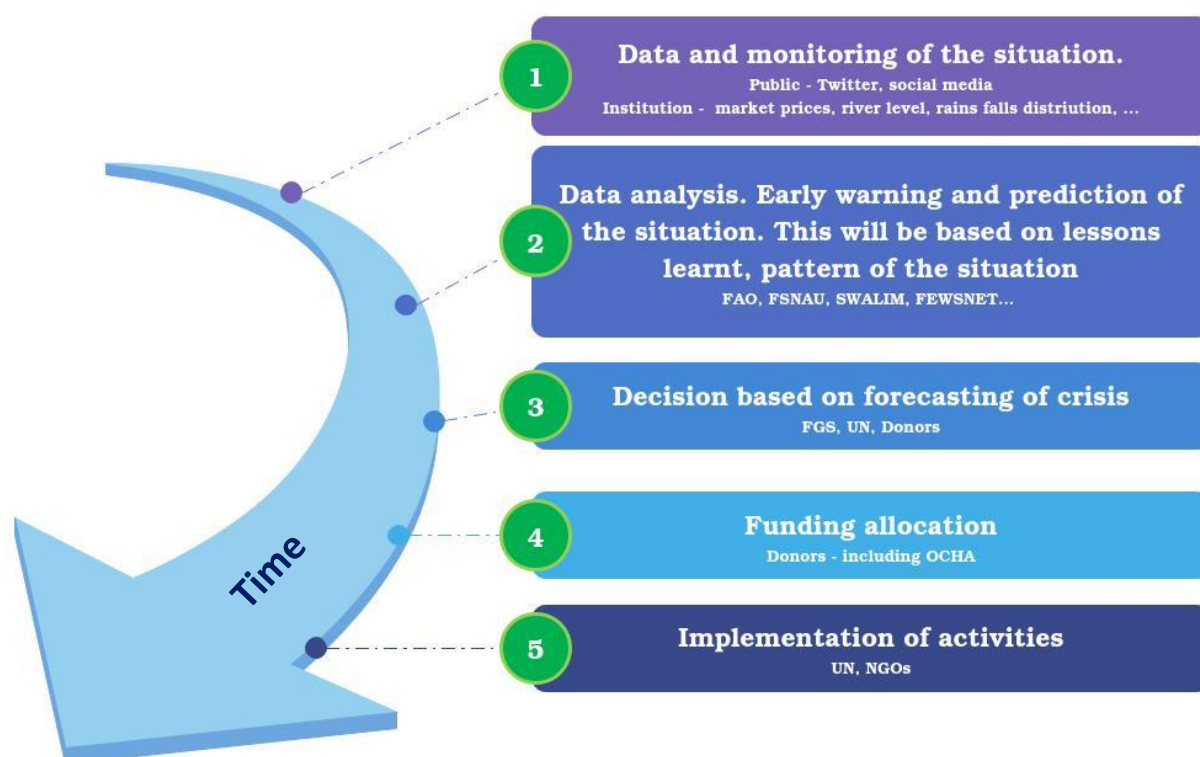 1
Data and monitoring of the situation.
Public - Twitter, social media
Institution - market prices, river level, rains falls distriution, ...
2
Data analysis. Early warning and prediction of
the situation. This will be based on lessons
learnt, pattern of the situation
FAO, FSNAU, SWALIM, FEWSNET...
3
Decision based on forecasting of crisis
FGS, UN, Donors
4
Funding allocation
Donors - including OCHA
Time
5
Implementation of activities
UN, NGOs